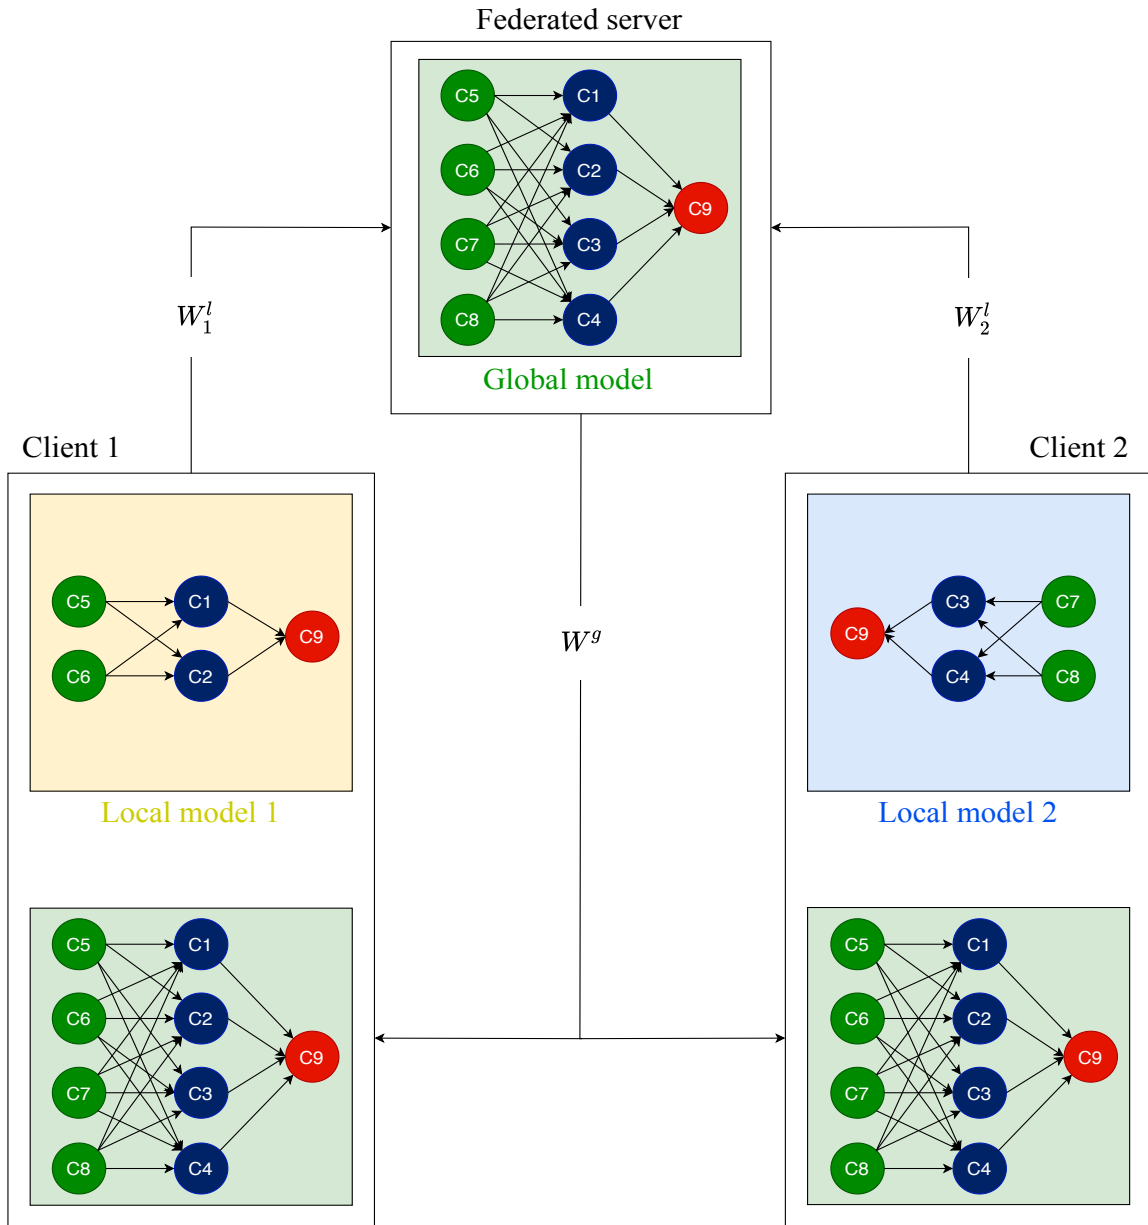 Federated server
C5
C1
C6
C2
C9
C7
C3
C8
C4
Global model
$W_1^l$
$W_2^l$
Client 1
Client 2
C5
C1
C9
C6
C2
Local model 1
$W^g$
C3
C7
C9
C4
C8
Local model 2
C5
C1
C6
C2
C9
C7
C3
C8
C4
C5
C1
C6
C2
C9
C7
C3
C8
C4